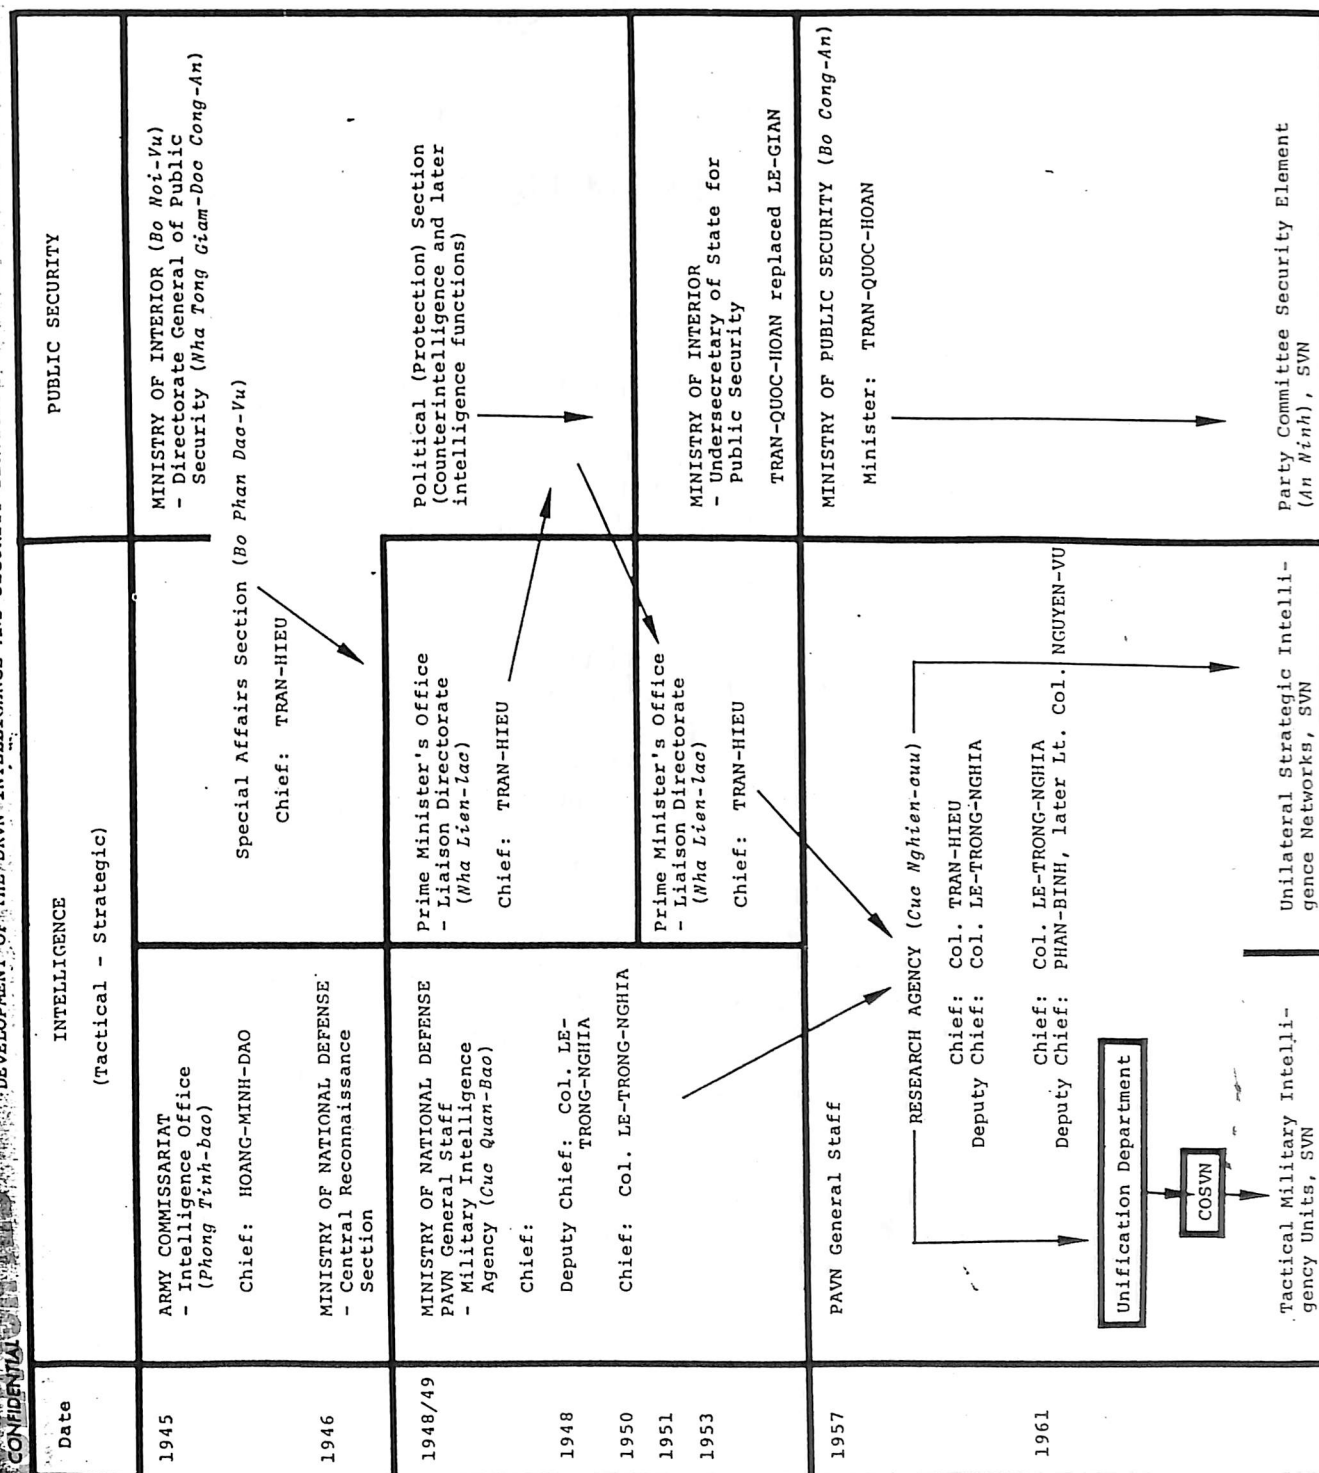 CONFIDENTIAL
DEVELOPMENT OF THE DRVN INTELLIGENCE AND SECURITY
Date
INTELLIGENCE
(Tactical - Strategic)
PUBLIC SECURITY
1945
ARMY COMMISSARIAT
- Intelligence Office
(Phong Tinh-bao)
Chief: HOANG-MINH-DAO
MINISTRY OF INTERIOR (Bo Noi-Vu)
- Directorate General of Public
Security (Nha Tong Giam-Doc Cong-An)
Special Affairs Section (Bo Phan Dao-Vu)
Chief: TRAN-HIEU
1946
MINISTRY OF NATIONAL DEFENSE
- Central Reconnaissance
Section
1948/49
MINISTRY OF NATIONAL DEFENSE
PAVN General Staff
- Military Intelligence
Agency (Cuc Quan-Bao)
Chief:
Prime Minister's Office
- Liaison Directorate
(Nha Lien-lac)
Chief: TRAN-HIEU
Political (Protection) Section
(Counterintelligence and later
intelligence functions)
1948
Deputy Chief: Col. LE-
TRONG-NGHIA
1950
Chief: Col. LE-TRONG-NGHIA
1951
Prime Minister's Office
- Liaison Directorate
(Nha Lien-lac)
Chief: TRAN-HIEU
1953
MINISTRY OF INTERIOR
- Undersecretary of State for
Public Security
TRAN-QUOC-HOAN replaced LE-GIAN
1957
PAVN General Staff
MINISTRY OF PUBLIC SECURITY (Bo Cong-An)
Minister: TRAN-QUOC-HOAN
RESEARCH AGENCY (Cuc Nghien-cuu)
Chief: Col. TRAN-HIEU
Deputy Chief: Col. LE-TRONG-NGHIA
1961
Chief: Col. LE-TRONG-NGHIA
Deputy Chief: PHAN-BINH, later Lt. Col. NGUYEN-VU
Unification Department
COSVN
Tactical Military Intelli-
gency Units, SVN
Unilateral Strategic Intelli-
gence Networks, SVN
Party Committee Security Element
(An Ninh), SVN